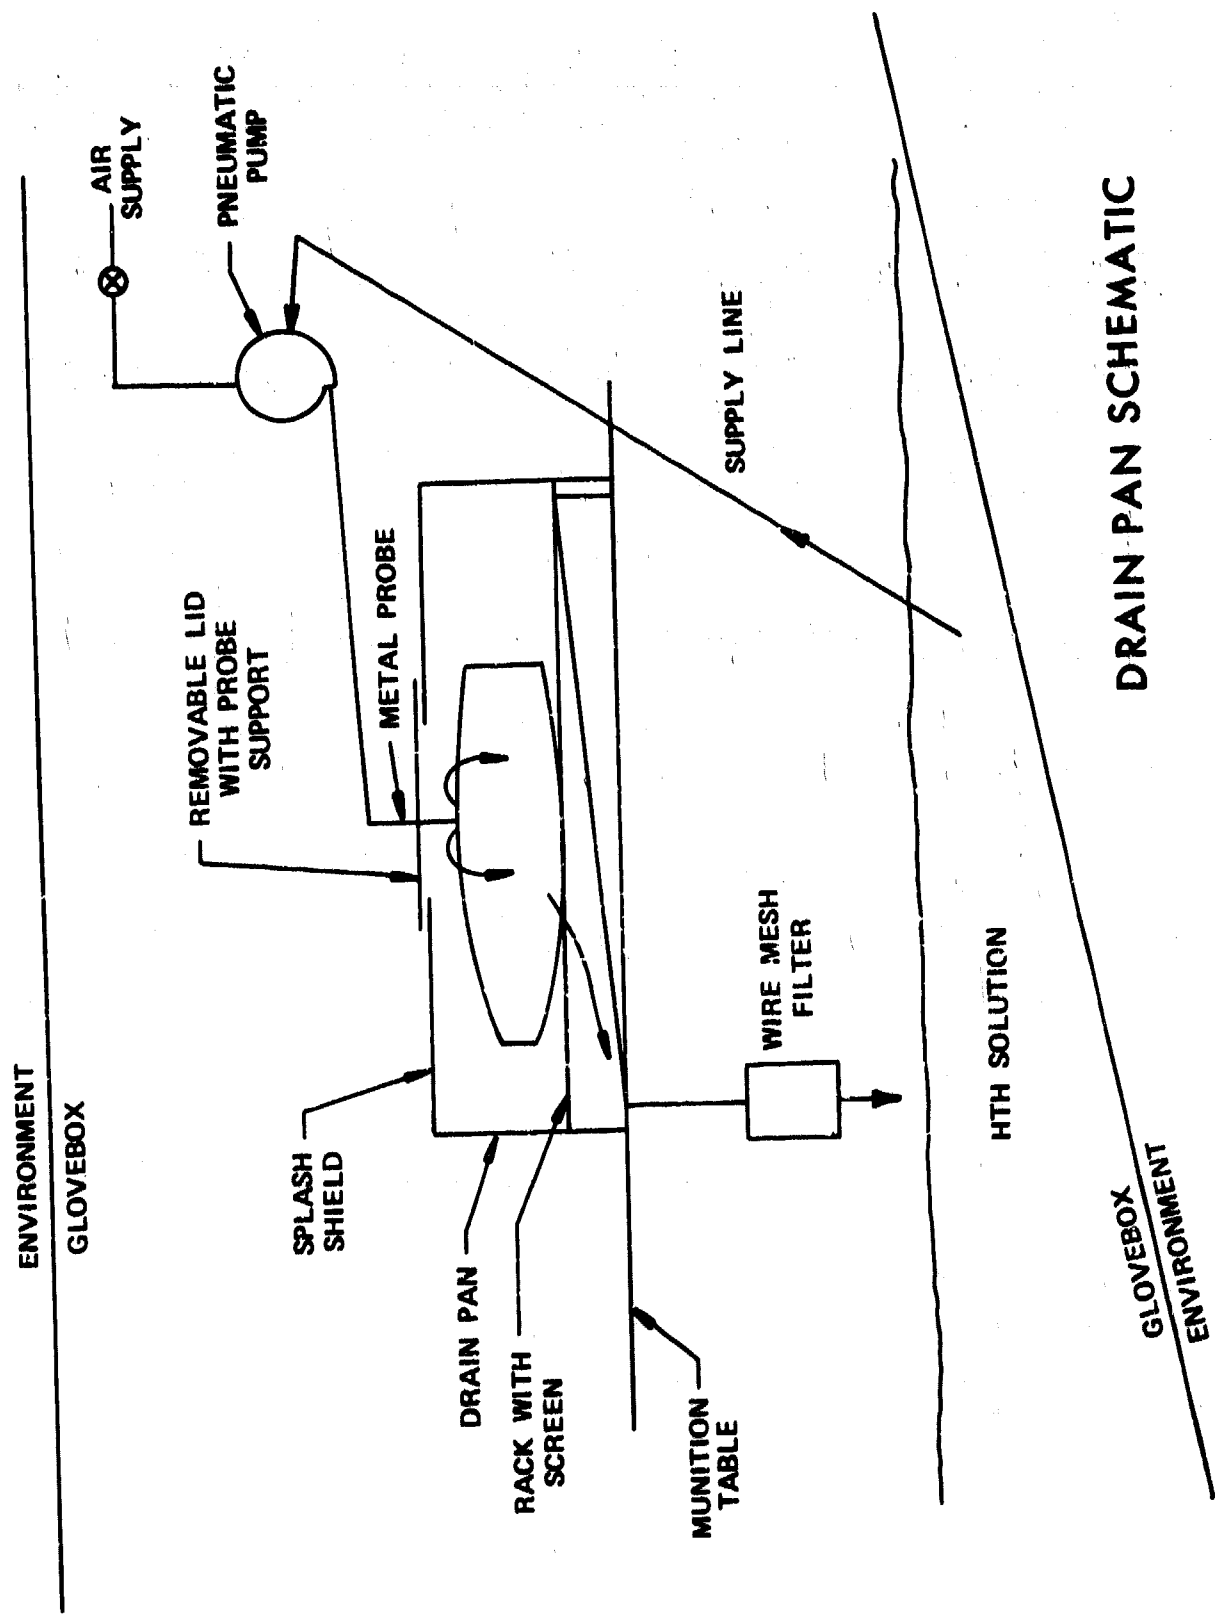 ENVIRONMENT
GLOVEBOX
AIR
SUPPLY
PNEUMATIC
PUMP
REMOVABLE LID
WITH PROBE
SUPPORT
SPLASH
SHIELD
METAL PROBE
DRAIN PAN
RACK WITH
SCREEN
MUNITION
TABLE
SUPPLY LINE
WIRE MESH
FILTER
HTH SOLUTION
GLOVEBOX
ENVIRONMENT
DRAIN PAN SCHEMATIC